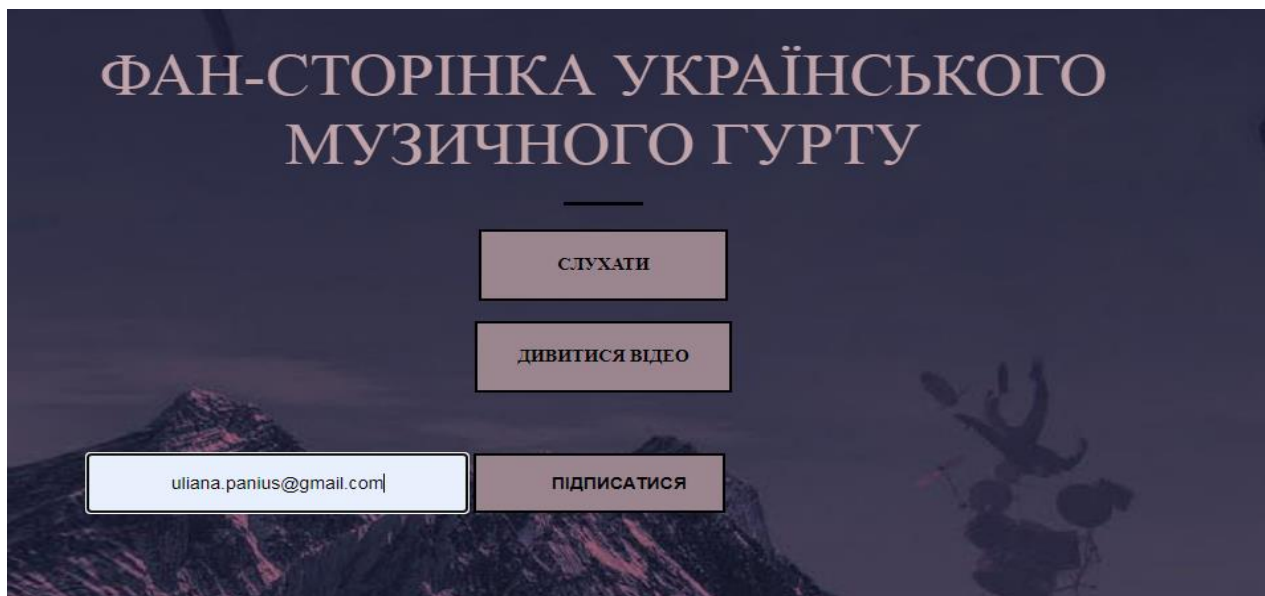 ФАН-СТОРІНКА УКРАЇНСЬКОГО
МУЗИЧНОГО ГУРТУ
СЛУХАТИ
ДИВИТИСЯ ВІДЕО
uliana.panius@gmail.com
ПІДПИСАТИСЯ